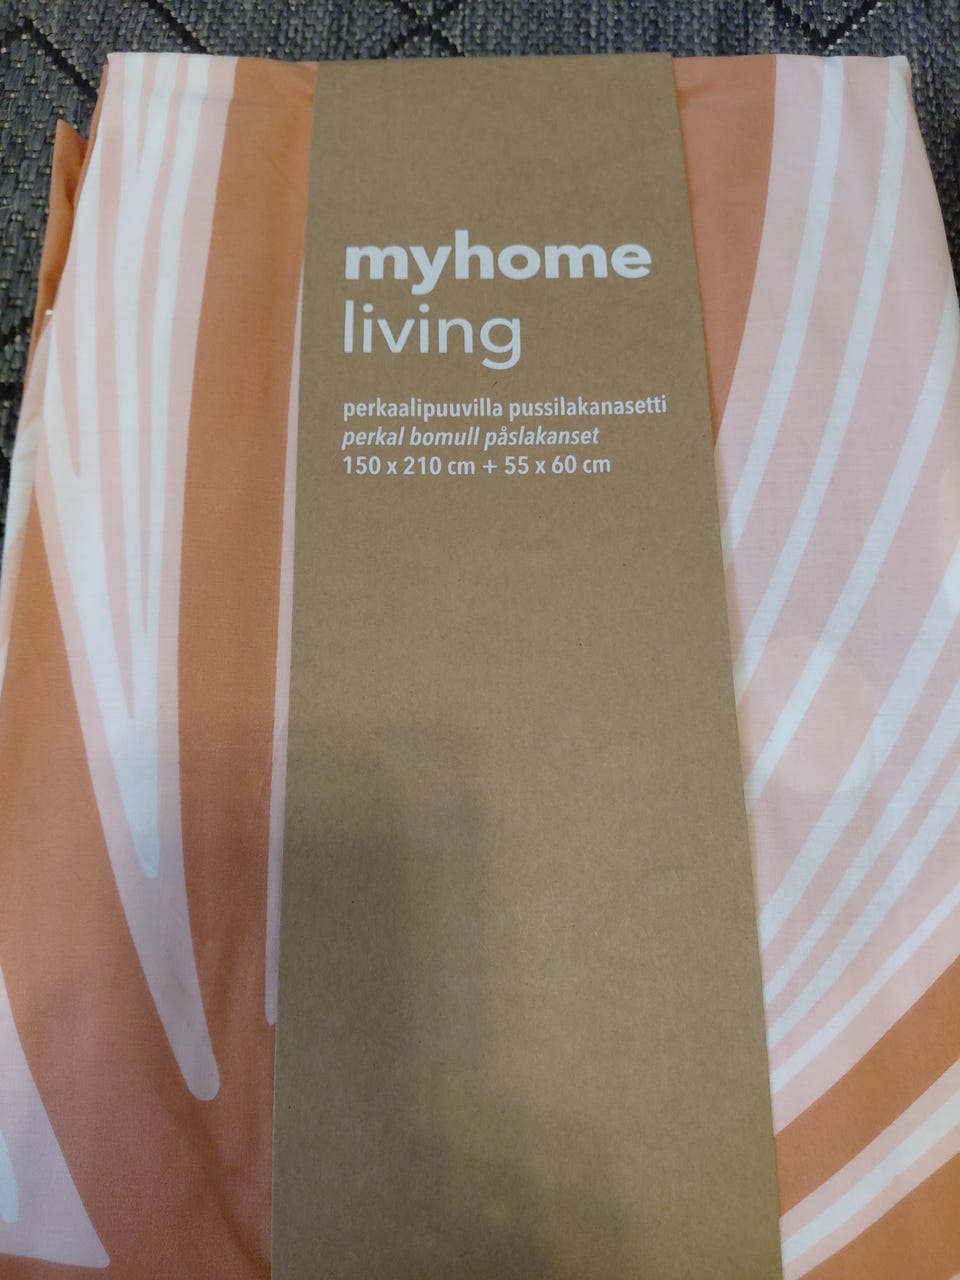 myhome
living
perkaalipuuvilla pussilakanasetti
perkal bomull påslakanset
150 x 210 cm + 55 x 60 cm